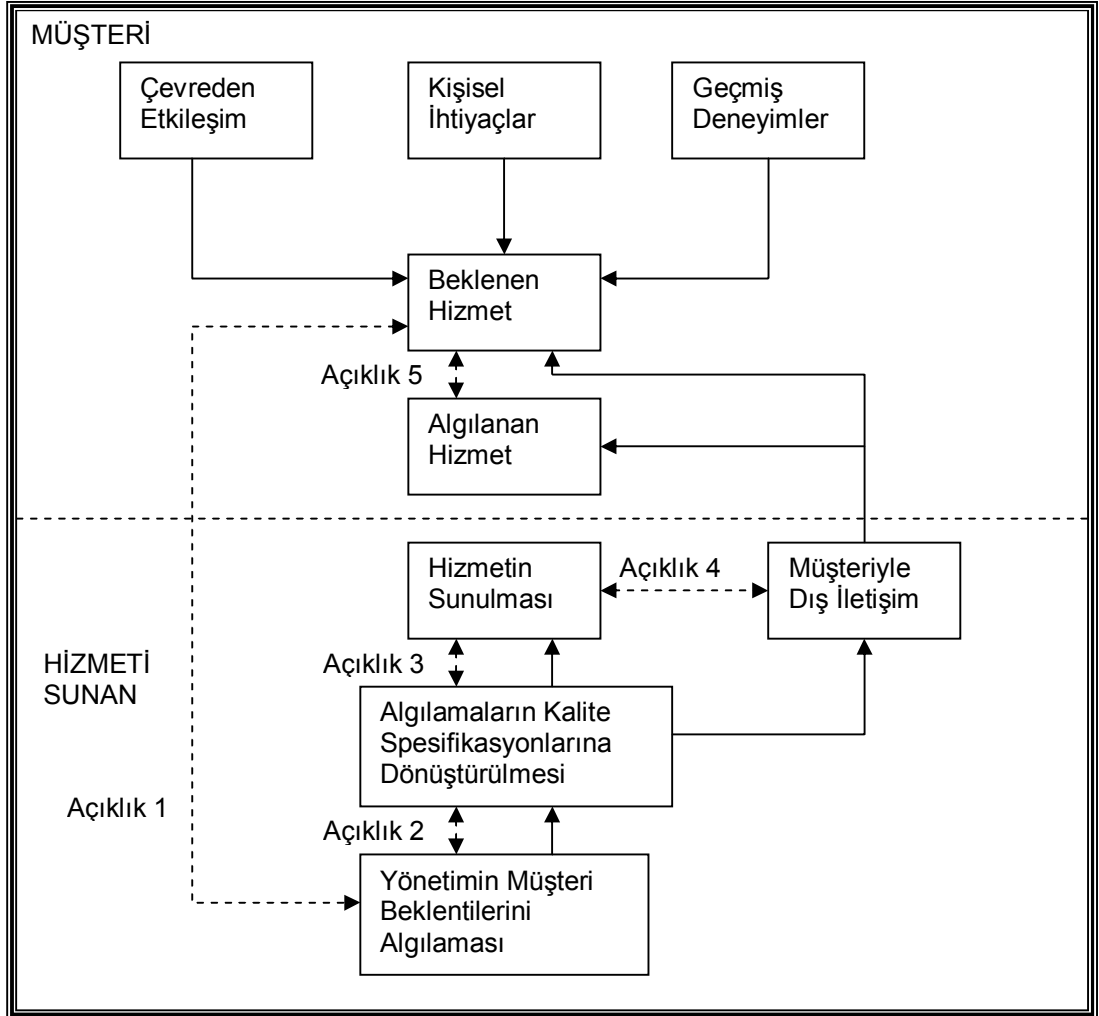 MÜŞTERİ
Çevreden
Etkileşim
Kişisel
İhtiyaçlar
Geçmiş
Deneyimler
Beklenen
Hizmet
Açıklık 5
Algılanan
Hizmet
Hizmetin
Sunulması
Açıklık 4
Müşteriyle
Dış İletişim
HİZMETİ
SUNAN
Açıklık 3
Algılamaların Kalite
Spesifikasyonlarına
Dönüştürülmesi
Açıklık 1
Açıklık 2
Yönetimin Müşteri
Beklentilerini
Algılaması